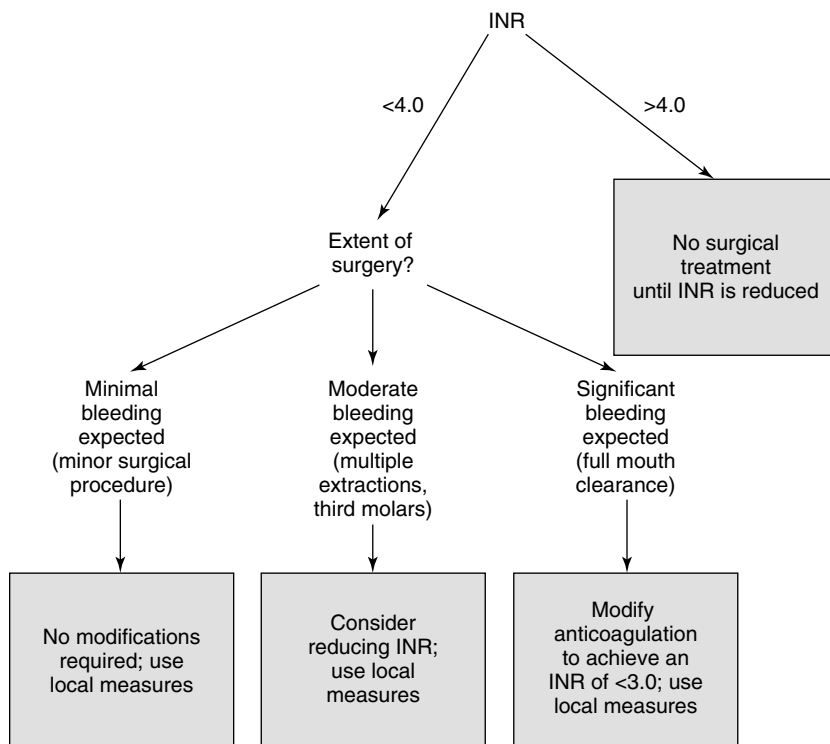 INR
<4.0
>4.0
No surgical
treatment
until INR is reduced
Extent of
surgery?
Minimal
bleeding
expected
(minor surgical
procedure)
Moderate
bleeding
expected
(multiple
extractions,
third molars)
Significant
bleeding
expected
(full mouth
clearance)
No modifications
required; use
local measures
Consider
reducing INR;
use local
measures
Modify
anticoagulation
to achieve an
INR of <3.0; use
local measures